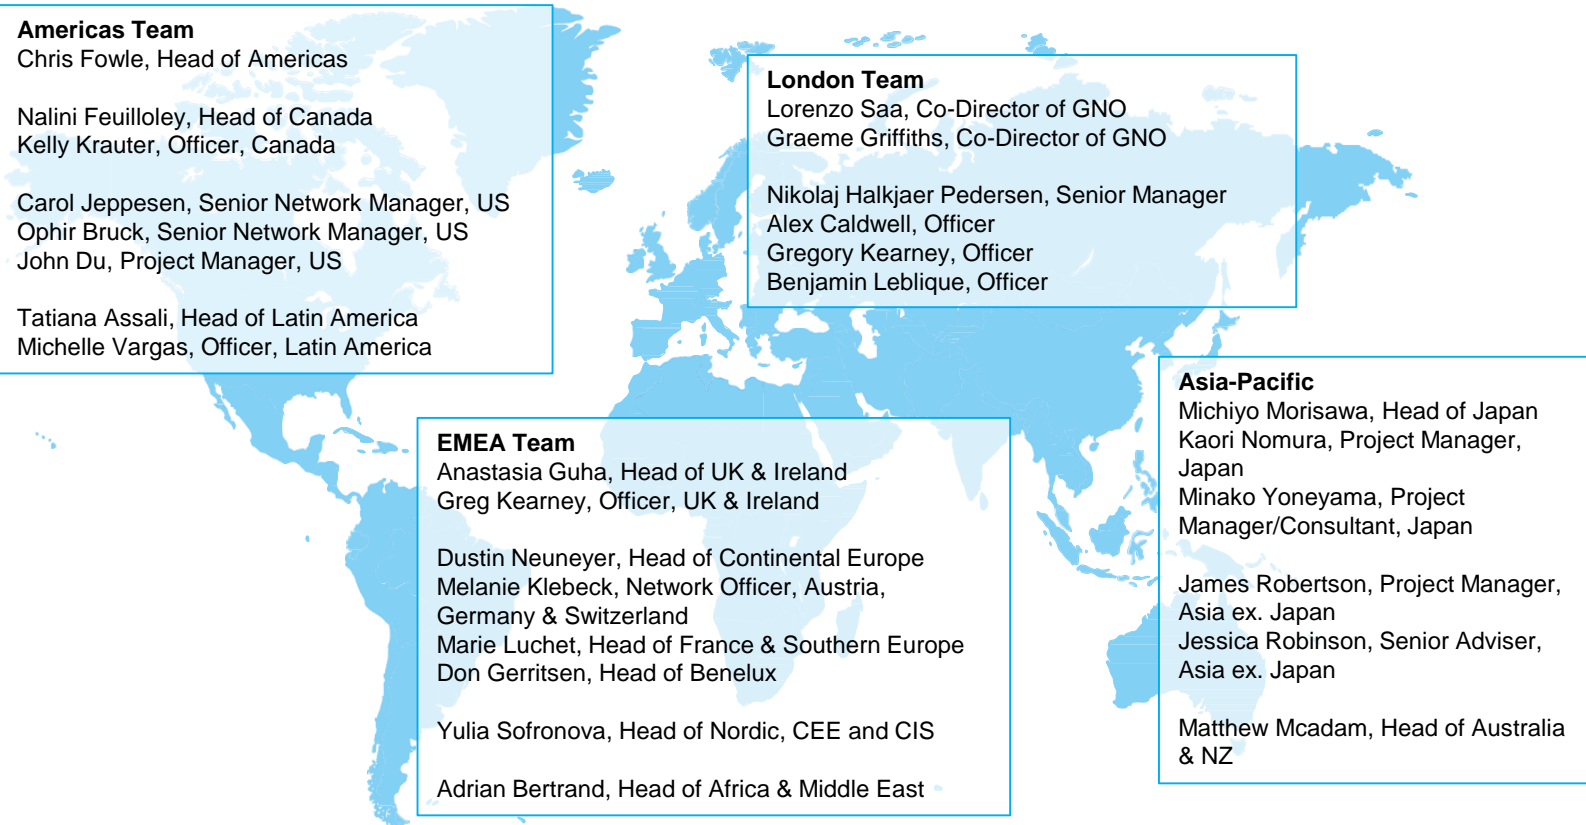 Americas Team
Chris Fowle, Head of Americas
Nalini Feuilloley, Head of Canada
Kelly Krauter, Officer, Canada
Carol Jeppesen, Senior Network Manager, US
Ophir Bruck, Senior Network Manager, US
John Du, Project Manager, US
Tatiana Assali, Head of Latin America
Michelle Vargas, Officer, Latin America
London Team
Lorenzo Saa, Co-Director of GNO
Graeme Griffiths, Co-Director of GNO
Nikolaj Halkjaer Pedersen, Senior Manager
Alex Caldwell, Officer
Gregory Kearney, Officer
Benjamin Leblique, Officer
EMEA Team
Anastasia Guha, Head of UK & Ireland
Greg Kearney, Officer, UK & Ireland
Dustin Neuneyer, Head of Continental Europe
Melanie Klebeck, Network Officer, Austria,
Germany & Switzerland
Marie Luchet, Head of France & Southern Europe
Don Gerritsen, Head of Benelux
Yulia Sofronova, Head of Nordic, CEE and CIS
Adrian Bertrand, Head of Africa & Middle East
Asia-Pacific
Michiyo Morisawa, Head of Japan
Kaori Nomura, Project Manager,
Japan
Minako Yoneyama, Project
Manager/Consultant, Japan
James Robertson, Project Manager,
Asia ex. Japan
Jessica Robinson, Senior Adviser,
Asia ex. Japan
Matthew Mcadam, Head of Australia
& NZ